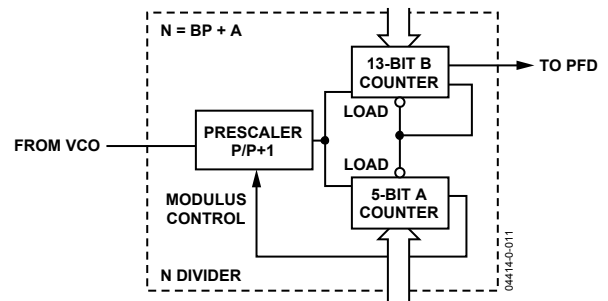 N = BP + A
13-BIT B
COUNTER
TO PFD
LOAD
PRESCALER
P/P+1
FROM VCO
LOAD
MODULUS
CONTROL
5-BIT A
COUNTER
N DIVIDER
04414-0-011